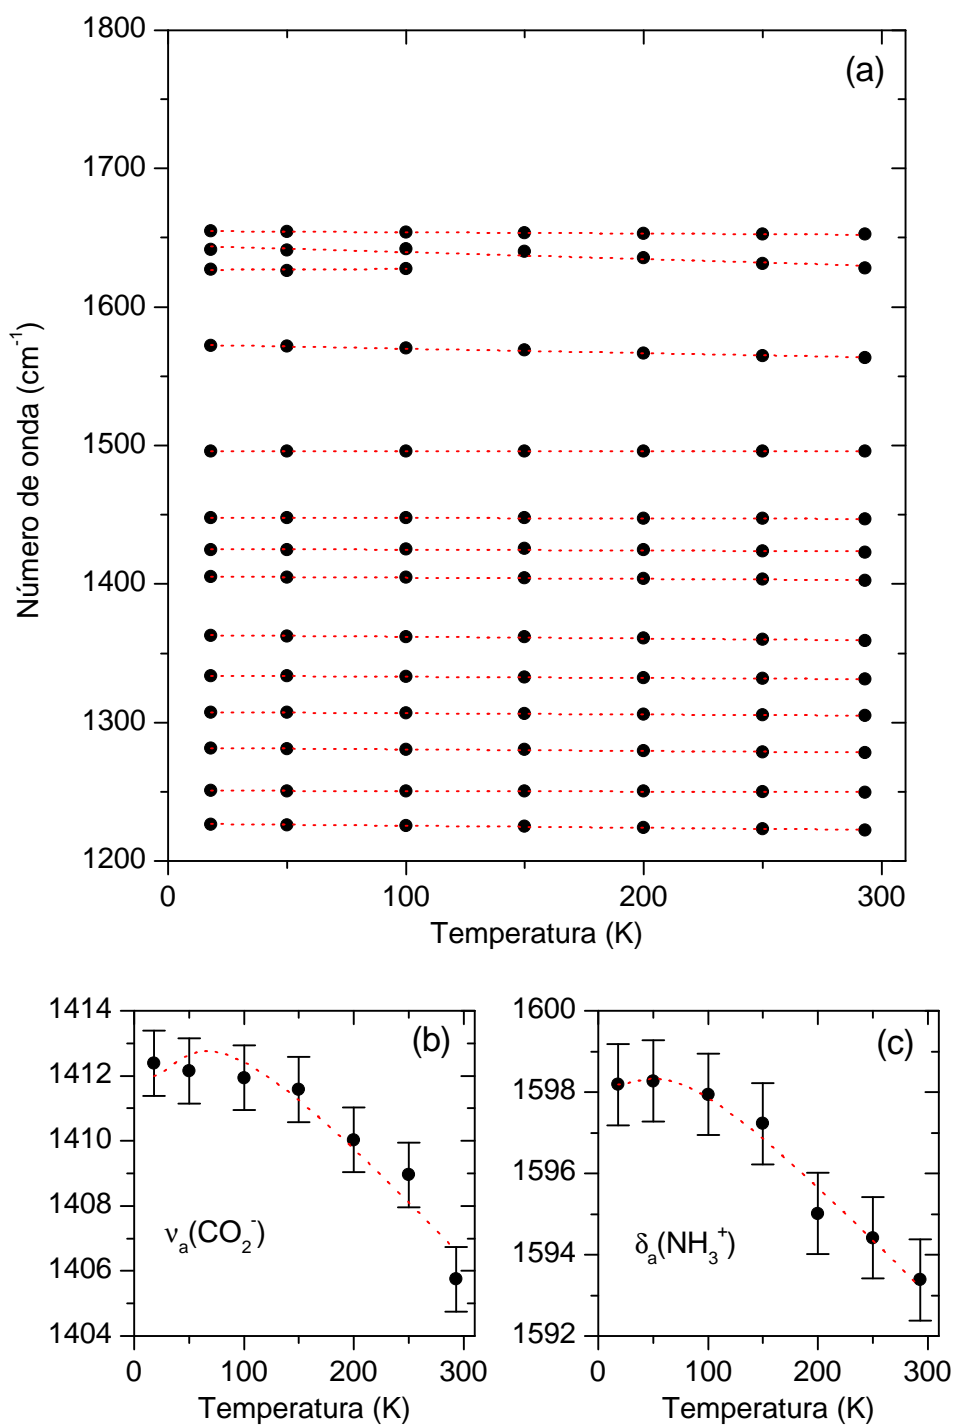 (a)
1800
1700
1600
1500
1400
1300
1200
Número de onda (cm⁻¹)
0 100 200 300
Temperatura (K)
(b)
1414
1412
1410
1408
1406
1404
νₐ(CO₂⁻)
0 100 200 300
Temperatura (K)
(c)
1600
1598
1596
1594
1592
δₐ(NH₃⁺)
0 100 200 300
Temperatura (K)